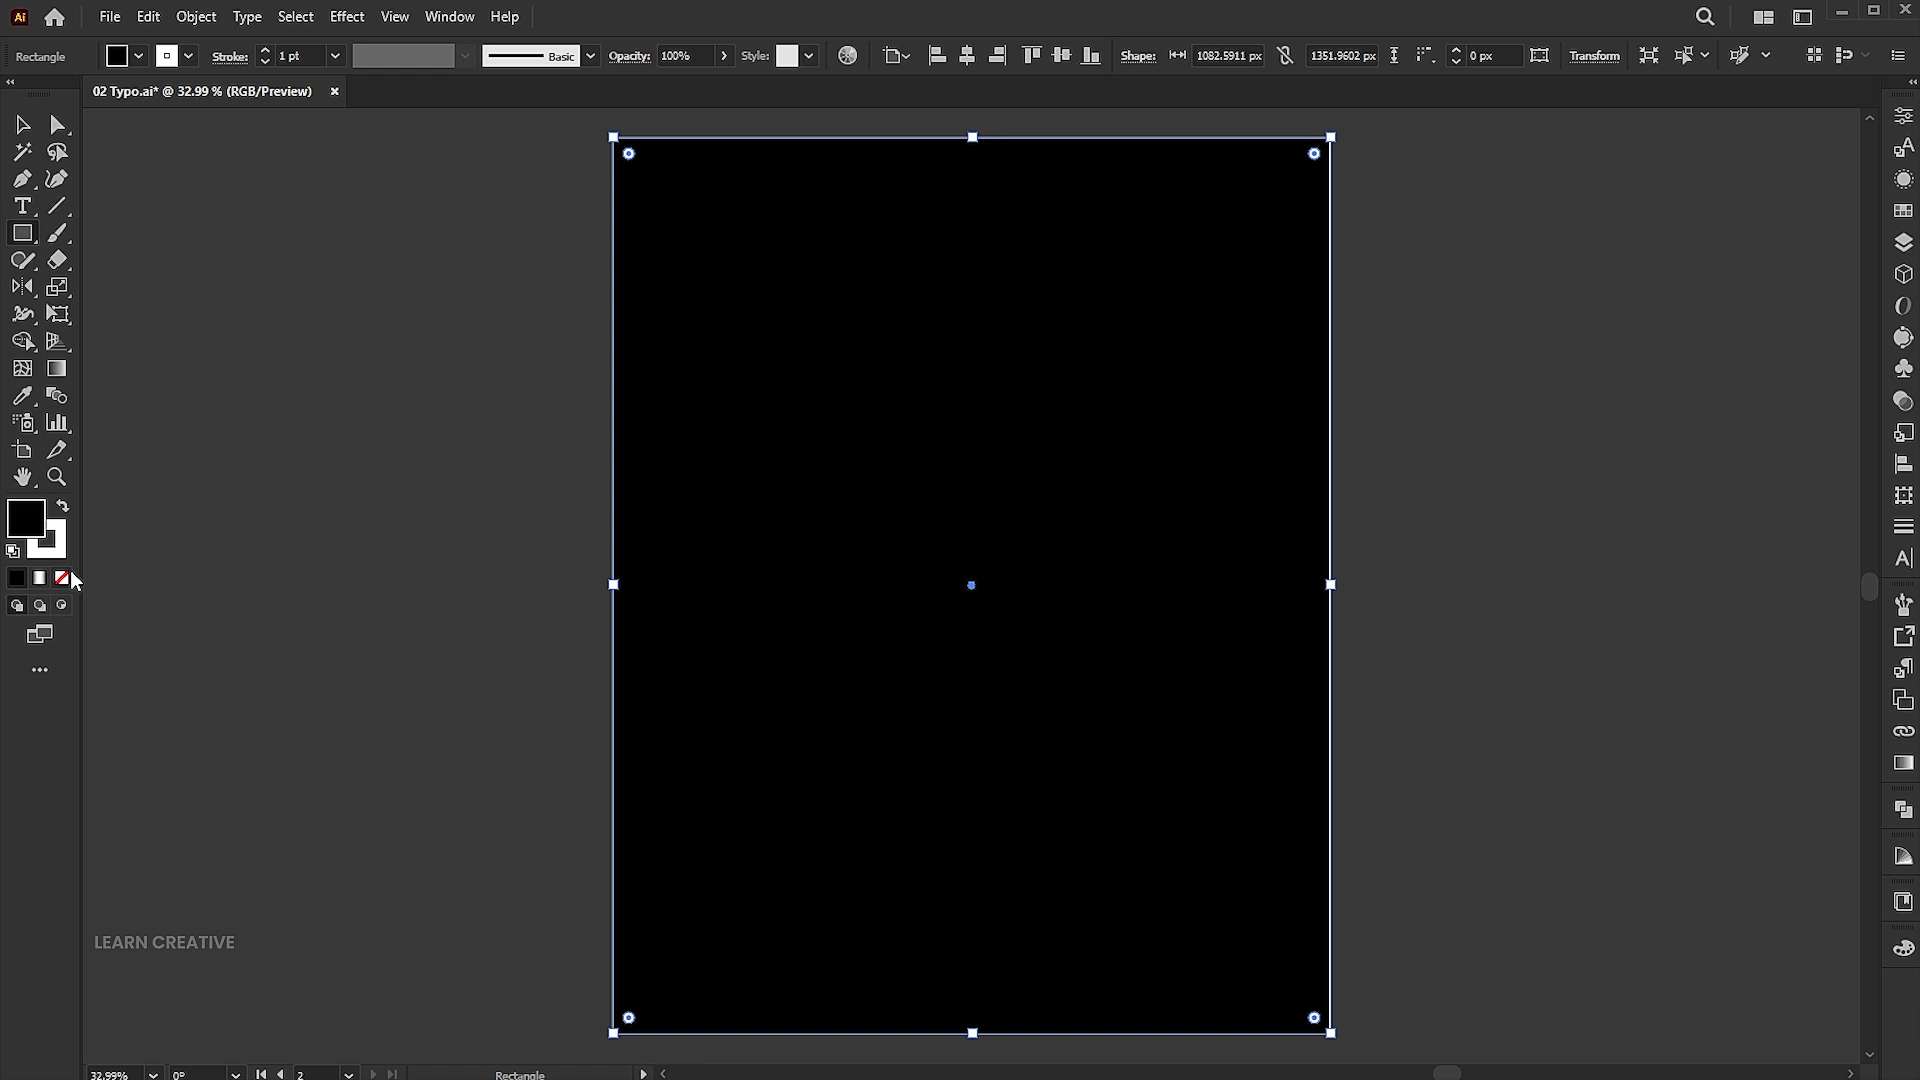 Ai File Edit Object Type Select Effect View Window Help
Rectangle Stroke: 1 pt Basic Opacity: 100% Style: Shape: 1082.5911 px 1351.9602 px 0 px Transform
02 Typo.ai* @ 32.99 % (RGB/Preview) ×
LEARN CREATIVE
32.99% 0° 2 Rectangle